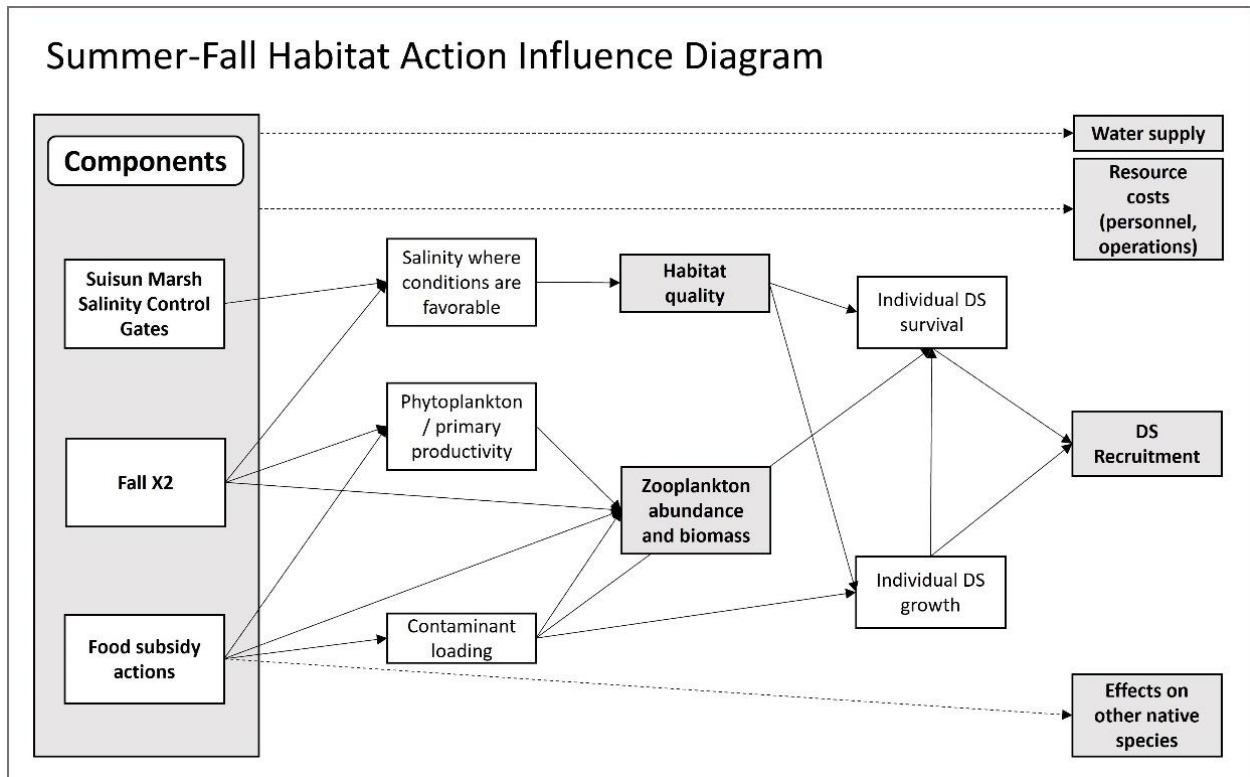 Summer-Fall Habitat Action Influence Diagram
Components
Suisun Marsh
Salinity Control
Gates
Fall X2
Food subsidy
actions
Salinity where
conditions are
favorable
Phytoplankton
/ primary
productivity
Contaminant
loading
Habitat
quality
Zooplankton
abundance
and biomass
Individual DS
survival
Individual DS
growth
Water supply
Resource
costs
(personnel,
operations)
DS
Recruitment
Effects on
other native
species